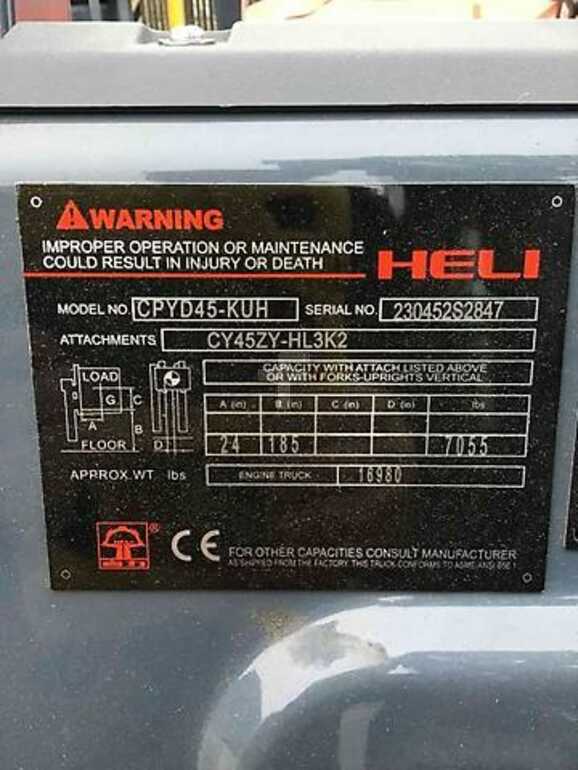 WARNING
IMPROPER OPERATION OR MAINTENANCE
COULD RESULT IN INJURY OR DEATH
HELI
MODEL NO. CPYD45-KUH SERIAL NO. 230452S2847
ATTACHMENTS CY45ZY-HL3K2
CAPACITY WITH ATTACH LISTED ABOVE
OR WITH FORKS-UPRIGHTS VERTICAL
LOAD
G
C
A
B
FLOOR
D
A (in) B (in) C (in) D (in) lbs
24 185 7055
APPROX. WT lbs ENGINE TRUCK 16980
® CE FOR OTHER CAPACITIES CONSULT MANUFACTURER
AS SHIPPED FROM THE FACTORY, THIS TRUCK CONFORMS TO ASME ANSI B56.1